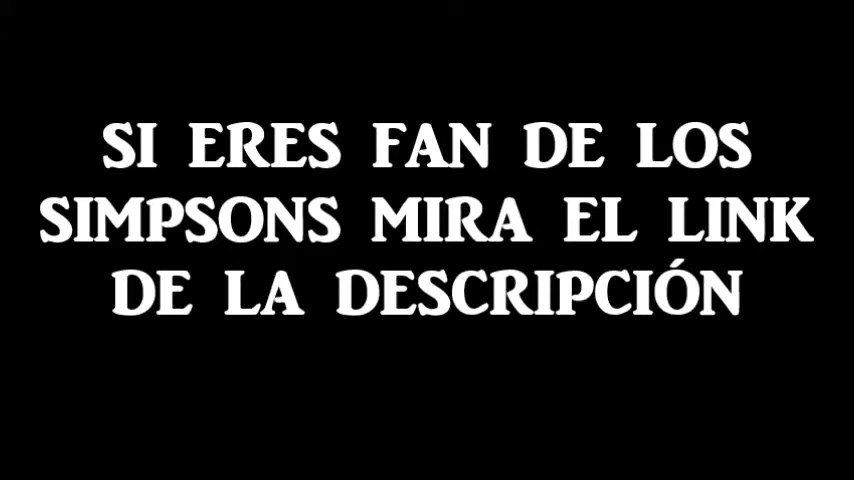 SI ERES FAN DE LOS
SIMPSONS MIRA EL LINK
DE LA DESCRIPCIÓN